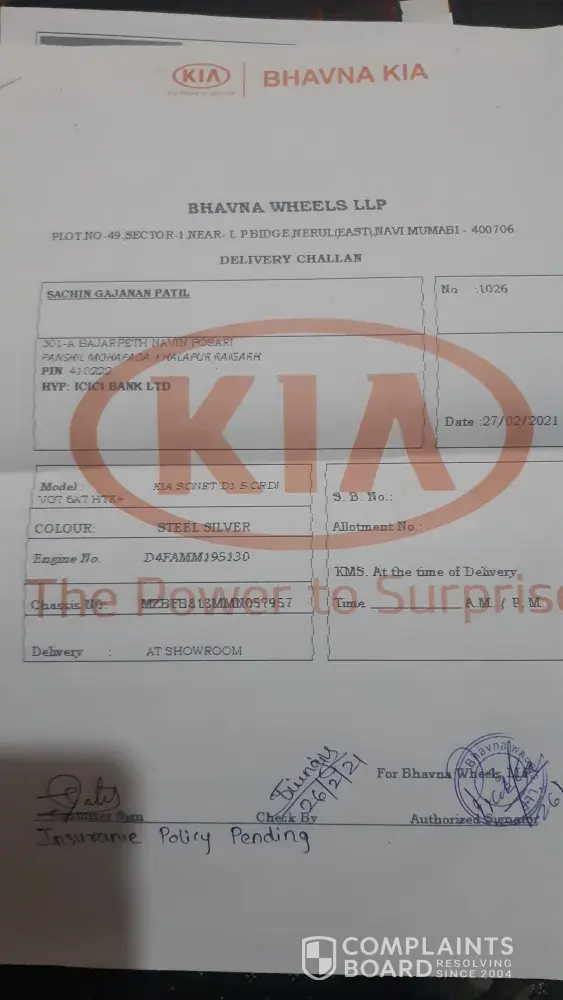 KIA
BHAVNA KIA
BHAVNA WHEELS LLP
PLOT.NO-49,SECTOR-1,NEAR- L P BIDGE,NERUL(EAST),NAVI MUMABI - 400706
DELIVERY CHALLAN
SACHIN GAJANAN PATIL
No :1026
301-A BAJARPETH NAVIN POSARI
PANSHIL MOHAPADA, KHALAPUR RAIGARH
PIN 410222
HYP: ICICI BANK LTD
Date :27/02/2021
KIA
The Power to Surprise
Model : KIA SONET D1.5 CRDI
VGT 6AT HTK+
S. B. No.:
COLOUR: STEEL SILVER
Allotment No.:
Engine No. D4FAMM195130
KMS. At the time of Delivery,
Chassis No: MZBFB813MMN057957
Time A.M. / P.M.
Delivery : AT SHOWROOM
26/2/21
For Bhavna Wheels
Check By
Authorized Signator
Insurance Policy Pending
COMPLAINTS
BOARD RESOLVING
SINCE 2004